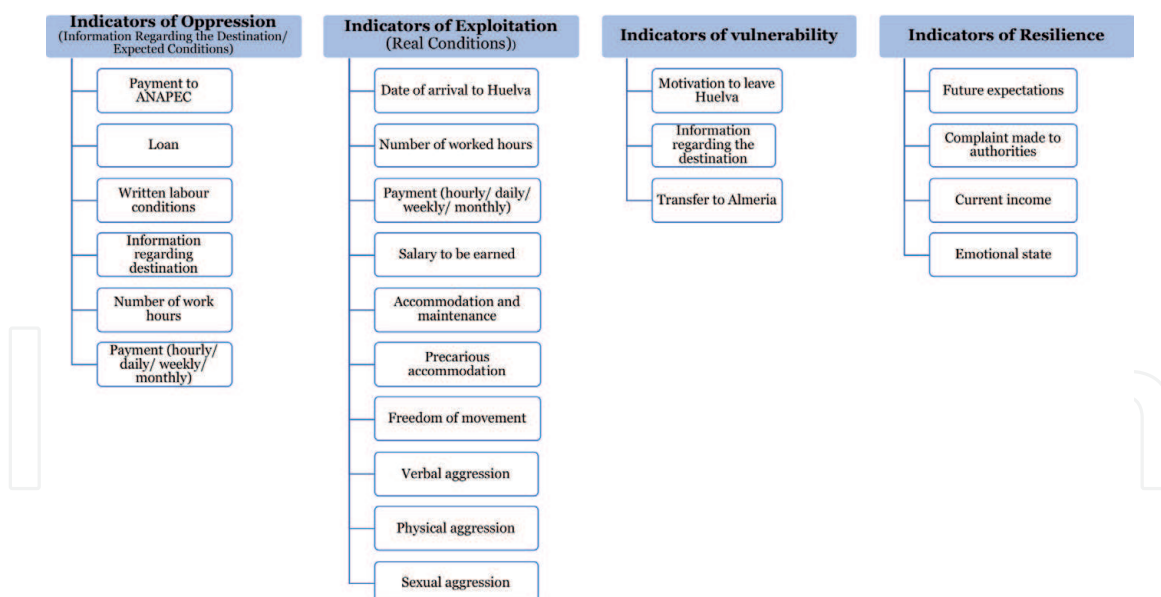 Indicators of Oppression
(Information Regarding the Destination/
Expected Conditions)
Payment to
ANAPEC
Loan
Written labour
conditions
Information
regarding
destination
Number of work
hours
Payment (hourly/
daily/ weekly/
monthly)
Indicators of Exploitation
(Real Conditions))
Date of arrival to Huelva
Number of worked hours
Payment (hourly/ daily/
weekly/ monthly)
Salary to be earned
Accommodation and
maintenance
Precarious
accommodation
Freedom of movement
Verbal aggression
Physical aggression
Sexual aggression
Indicators of vulnerability
Motivation to leave
Huelva
Information
regarding the
destination
Transfer to Almeria
Indicators of Resilience
Future expectations
Complaint made to
authorities
Current income
Emotional state